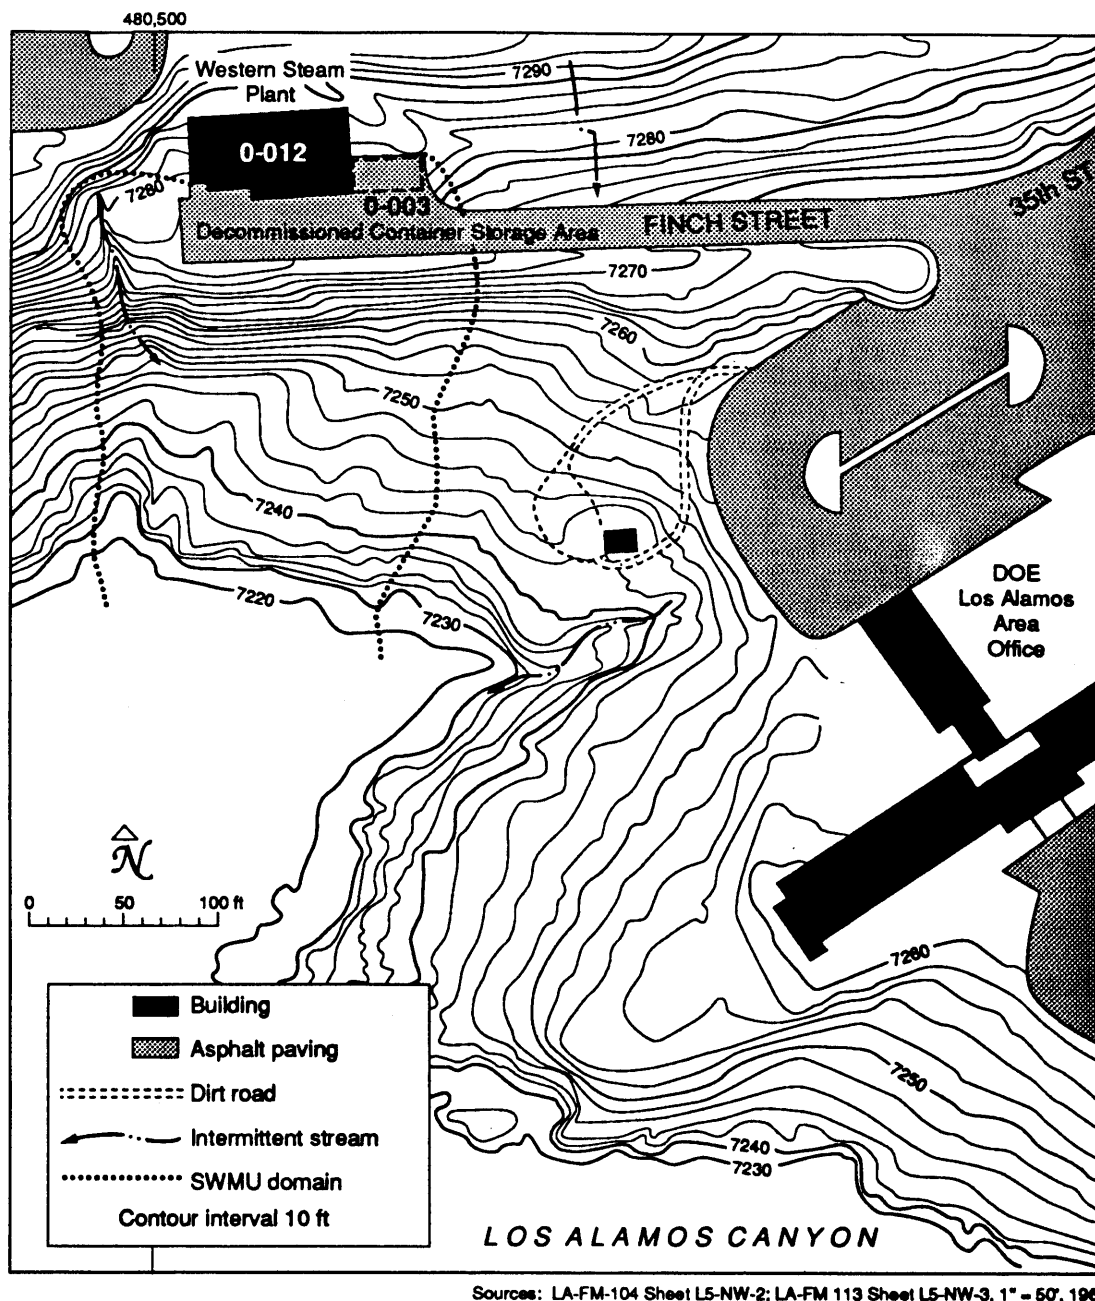 480,500
Western Steam
Plant
7290
7280
0-012
7280
0-003
35th ST.
FINCH STREET
Decommissioned Container Storage Area
7270
7260
7250
7240
DOE
Los Alamos
Area
Office
7220
7230
N
0 50 100 ft
7260
Building
Asphalt paving
Dirt road
7250
Intermittent stream
7240
7230
SWMU domain
Contour interval 10 ft
LOS ALAMOS CANYON
Sources: LA-FM-104 Sheet L5-NW-2; LA-FM 113 Sheet L5-NW-3, 1" = 50',